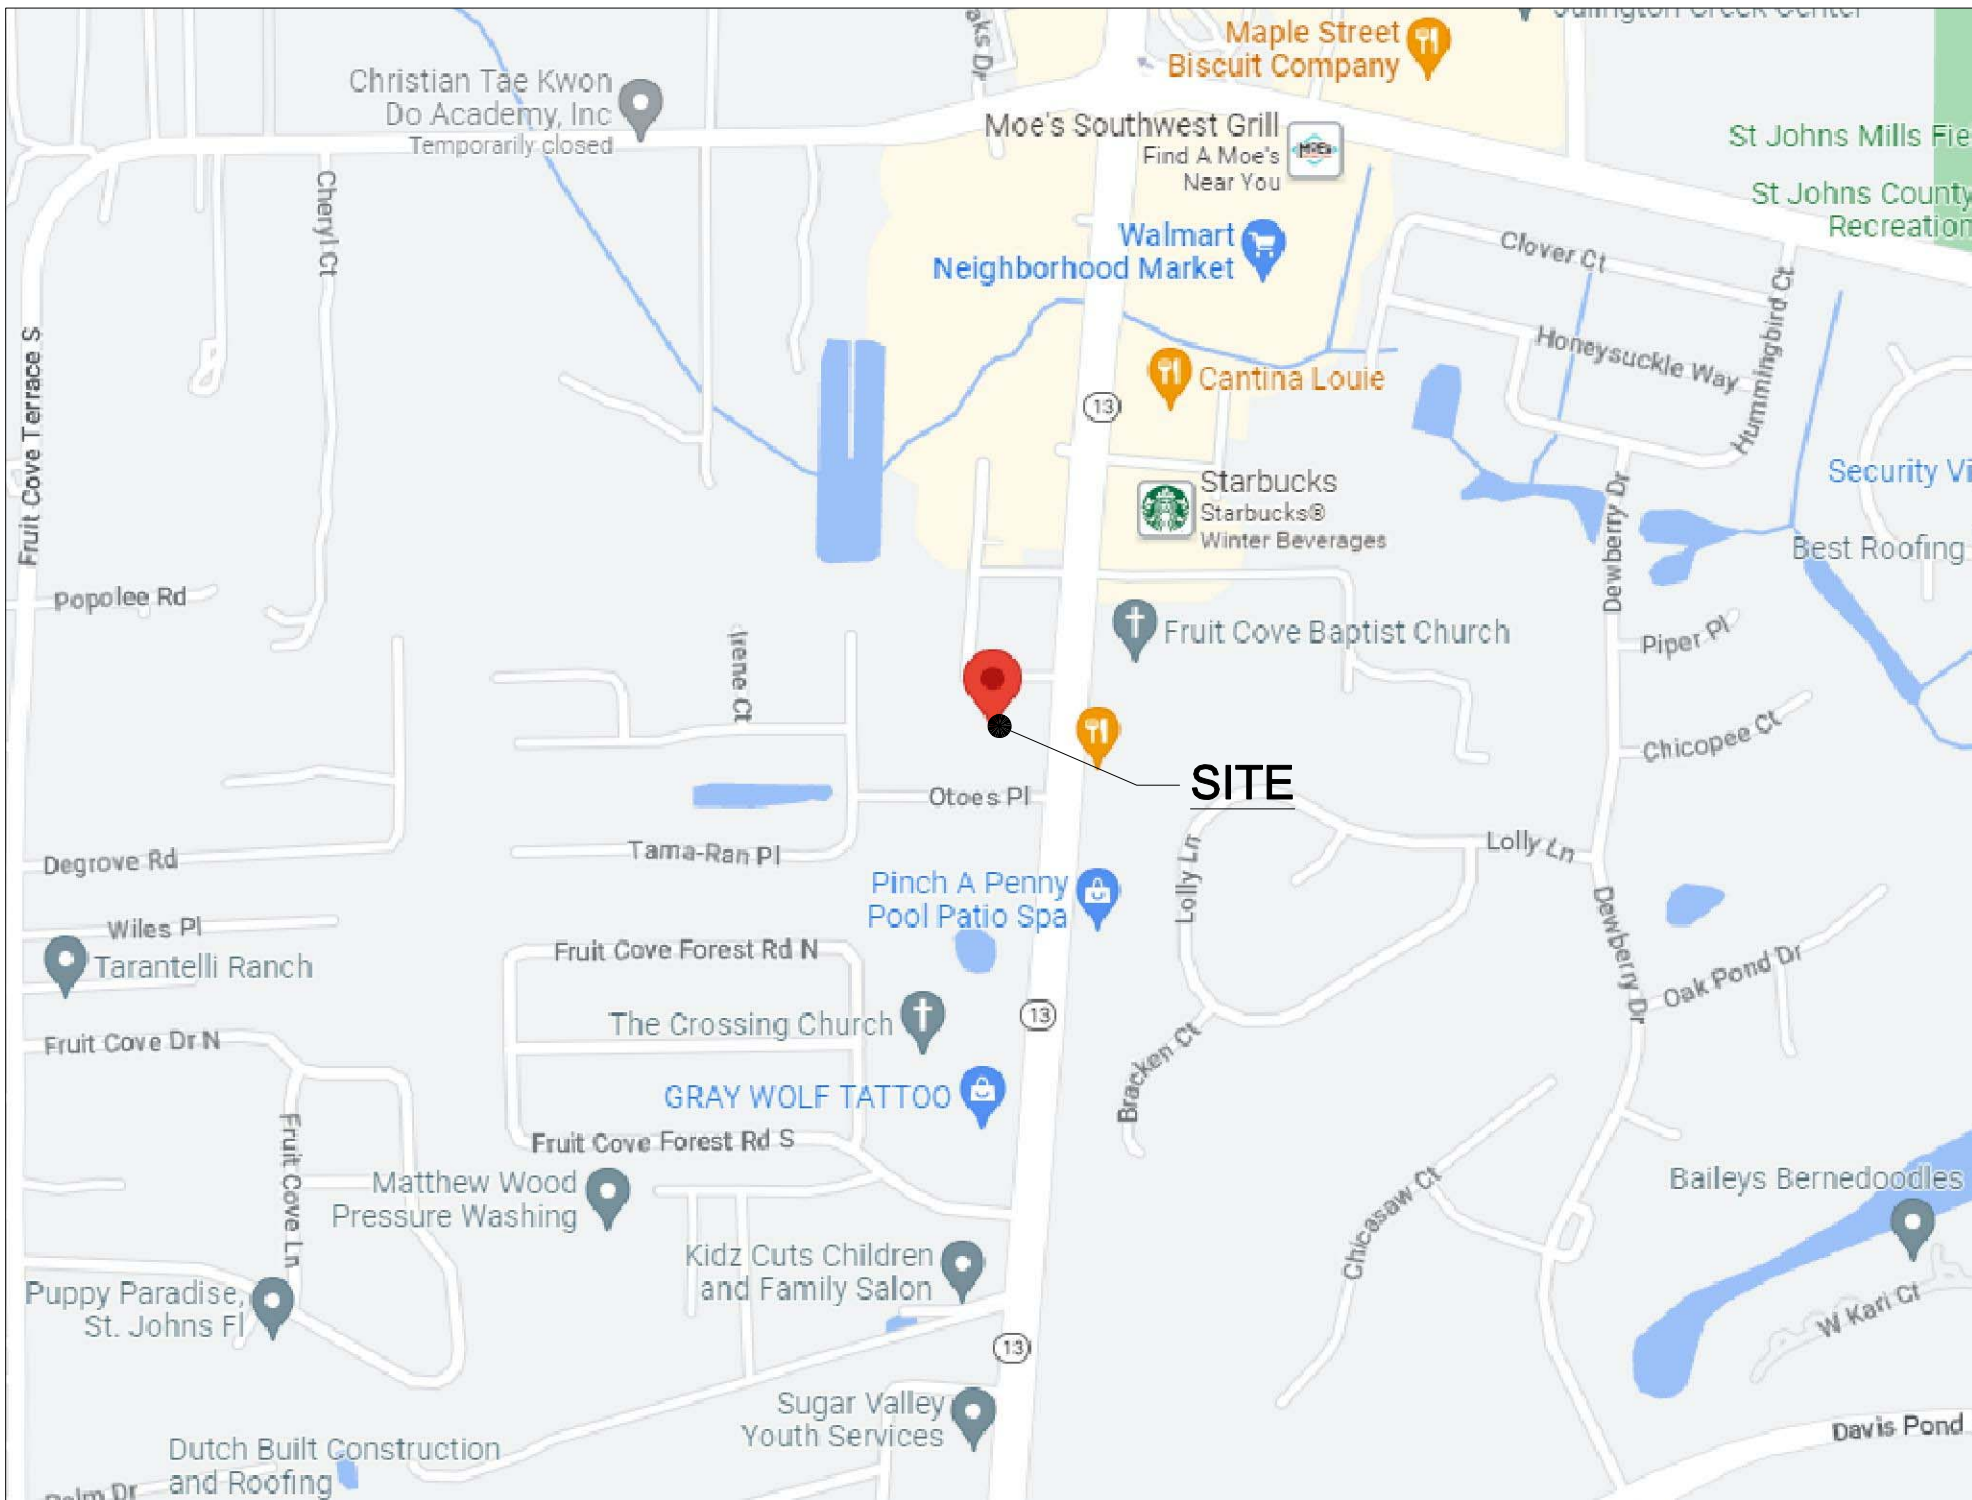 Julington Creek Center
Maple Street
Biscuit Company
Christian Tae Kwon
Do Academy, Inc
Temporarily closed
Moe's Southwest Grill
Find A Moe's
Near You
MOE'S
St Johns Mills Fie
St Johns County
Recreation
Cheryl Ct
Walmart
Neighborhood Market
Clover Ct
Hummingbird Ct
Honeysuckle Way
Fruit Cove Terrace S
Cantina Louie
13
Starbucks
Starbucks®
Winter Beverages
Security Vi
Dewberry Dr
Best Roofing
Popolee Rd
Irene Ct
Fruit Cove Baptist Church
Piper Pl
Chicopee Ct
SITE
Otoes Pl
Degrove Rd
Tama-Ran Pl
Lolly Ln
Lolly Ln
Pinch A Penny
Pool Patio Spa
Wiles Pl
Tarantelli Ranch
Fruit Cove Forest Rd N
Dewberry Dr
Oak Pond Dr
The Crossing Church
13
Fruit Cove Dr N
Bracken Ct
GRAY WOLF TATTOO
Fruit Cove Forest Rd S
Fruit Cove Ln
Matthew Wood
Pressure Washing
Chicasaw Ct
Baileys Bernedoodles
Kidz Cuts Children
and Family Salon
Puppy Paradise,
St. Johns Fl
W Kari Ct
13
Sugar Valley
Youth Services
Davis Pond
Dutch Built Construction
and Roofing